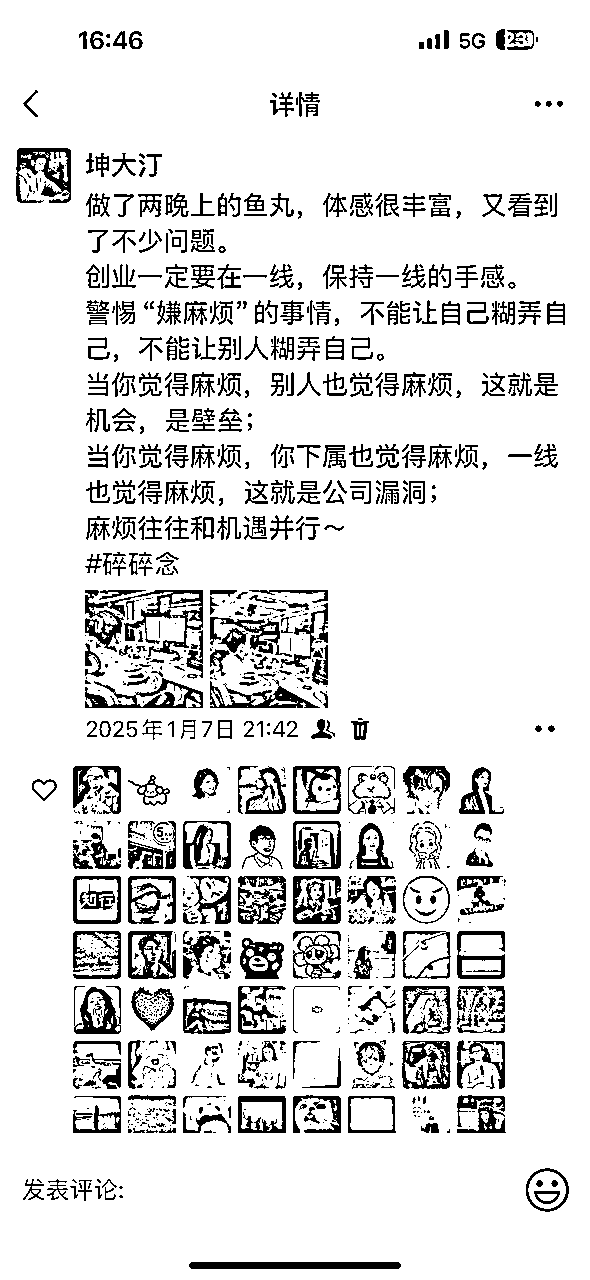 16:46
5G
详情
坤大汀
做了两晚上的鱼丸，体感很丰富，又看到
了不少问题。
创业一定要在一线，保持一线的手感。
警惕“嫌麻烦”的事情，不能让自己糊弄自
己，不能让别人糊弄自己。
当你觉得麻烦，别人也觉得麻烦，这就是
机会，是壁垒；
当你觉得麻烦，你下属也觉得麻烦，一线
也觉得麻烦，这就是公司漏洞；
麻烦往往和机遇并行～
#碎碎念
2025年1月7日 21:42
发表评论: